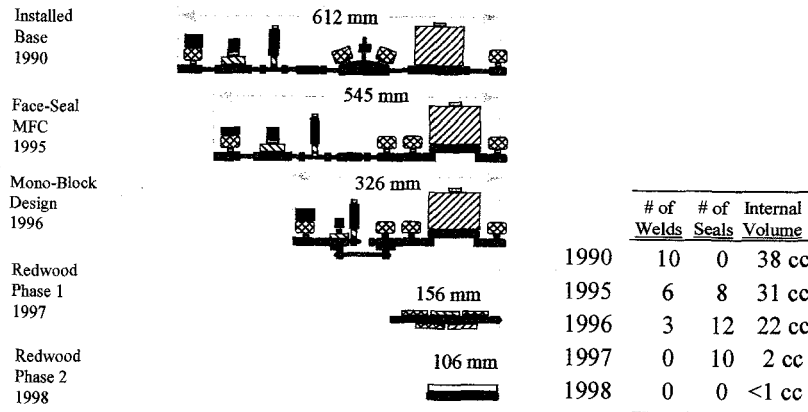 Installed
Base
1990
612 mm
Face-Seal
MFC
1995
545 mm
Mono-Block
Design
1996
326 mm
Redwood
Phase 1
1997
156 mm
Redwood
Phase 2
1998
106 mm
# of # of Internal
Welds Seals Volume
1990 10 0 38 cc
1995 6 8 31 cc
1996 3 12 22 cc
1997 0 10 2 cc
1998 0 0 <1 cc